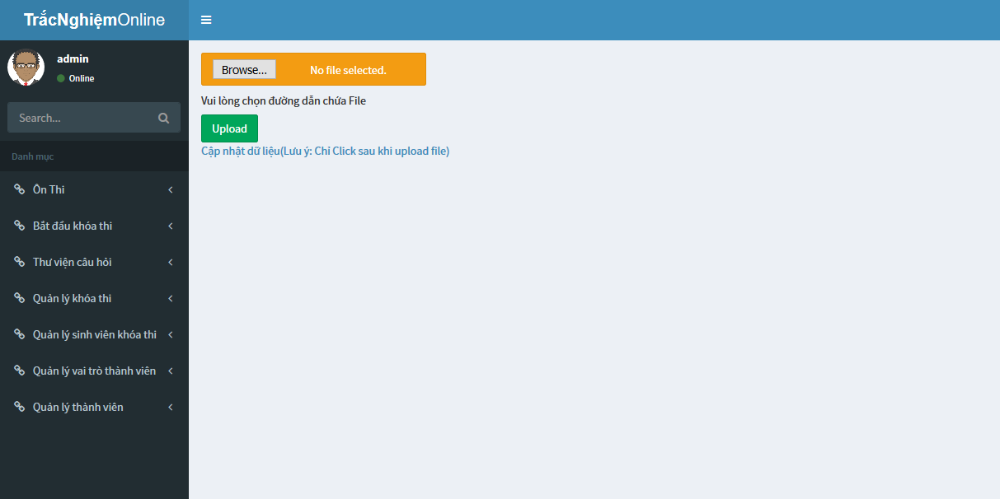 TrắcNghiệmOnline
admin
Online
Search...
Danh mục
Ôn Thi
Bắt đầu khóa thi
Thư viện câu hỏi
Quản lý khóa thi
Quản lý sinh viên khóa thi
Quản lý vai trò thành viên
Quản lý thành viên
Browse... No file selected.
Vui lòng chọn đường dẫn chứa File
Upload
Cập nhật dữ liệu(Lưu ý: Chỉ Click sau khi upload file)